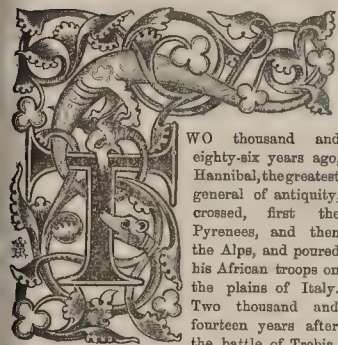 TWO thousand and
eighty-six years ago,
Hannibal, the greatest
general of antiquity,
crossed, first the
Pyrenees, and then
the Alps, and poured
his African troops on
the plains of Italy.
Two thousand and
fourteen years after
the battle of Trebia,